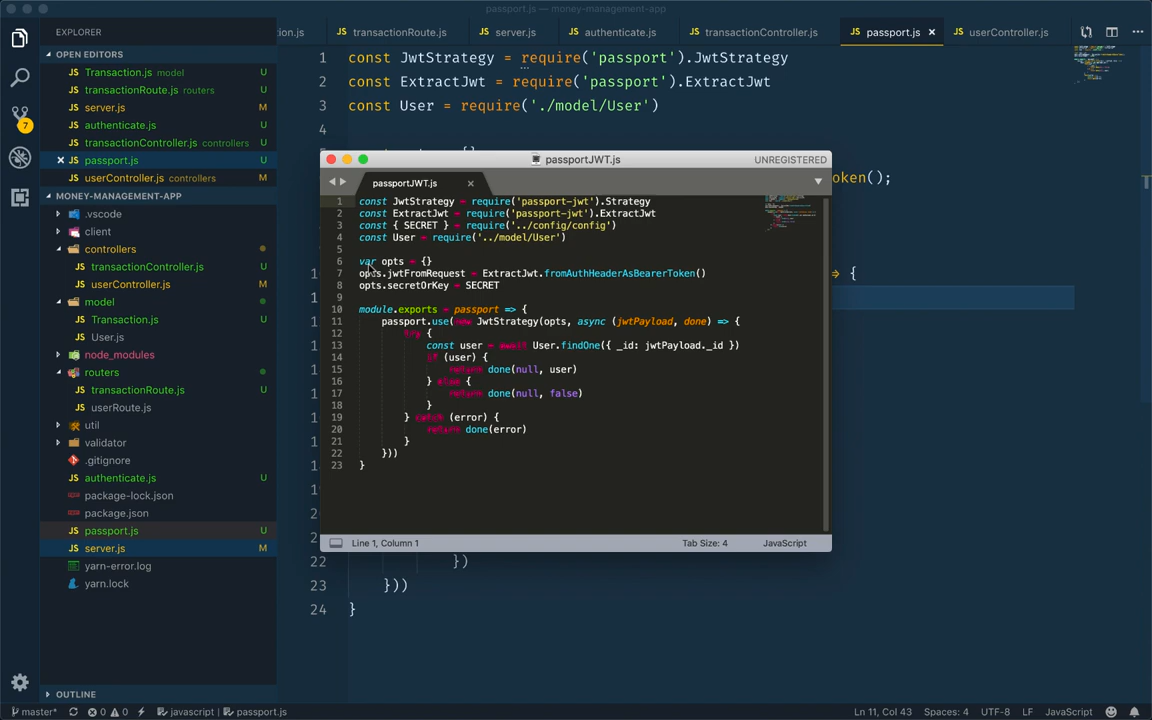 passport.js — money-management-app
EXPLORER
OPEN EDITORS
Transaction.js model U
transactionRoute.js routers U
server.js M
authenticate.js U
transactionController.js controllers U
passport.js U
userController.js controllers M
MONEY-MANAGEMENT-APP
.vscode
client
controllers
transactionController.js U
userController.js M
model
Transaction.js U
User.js
node_modules
routers
transactionRoute.js U
userRoute.js
util
validator
.gitignore
authenticate.js U
package-lock.json
package.json
passport.js U
server.js M
yarn-error.log
yarn.lock
OUTLINE
7
ion.js
transactionRoute.js
server.js
authenticate.js
transactionController.js
passport.js
userController.js
1 const JwtStrategy = require('passport').JwtStrategy
2 const ExtractJwt = require('passport').ExtractJwt
3 const User = require('./model/User')
4
oken();
=> {
22 })
23 }))
24 }
passportJWT.js
UNREGISTERED
passportJWT.js
1 const JwtStrategy = require('passport-jwt').Strategy
2 const ExtractJwt = require('passport-jwt').ExtractJwt
3 const { SECRET } = require('../config/config')
4 const User = require('../model/User')
5
6 var opts = {}
7 opts.jwtFromRequest = ExtractJwt.fromAuthHeaderAsBearerToken()
8 opts.secretOrKey = SECRET
9
10 module.exports = passport => {
11 passport.use(new JwtStrategy(opts, async (jwtPayload, done) => {
12 try {
13 const user = await User.findOne({ _id: jwtPayload._id })
14 if (user) {
15 return done(null, user)
16 } else {
17 return done(null, false)
18 }
19 } catch (error) {
20 return done(error)
21 }
22 }))
23 }
Line 1, Column 1
Tab Size: 4
JavaScript
master*
0 0
javascript |
passport.js
Ln 11, Col 43
Spaces: 4
UTF-8
LF
JavaScript